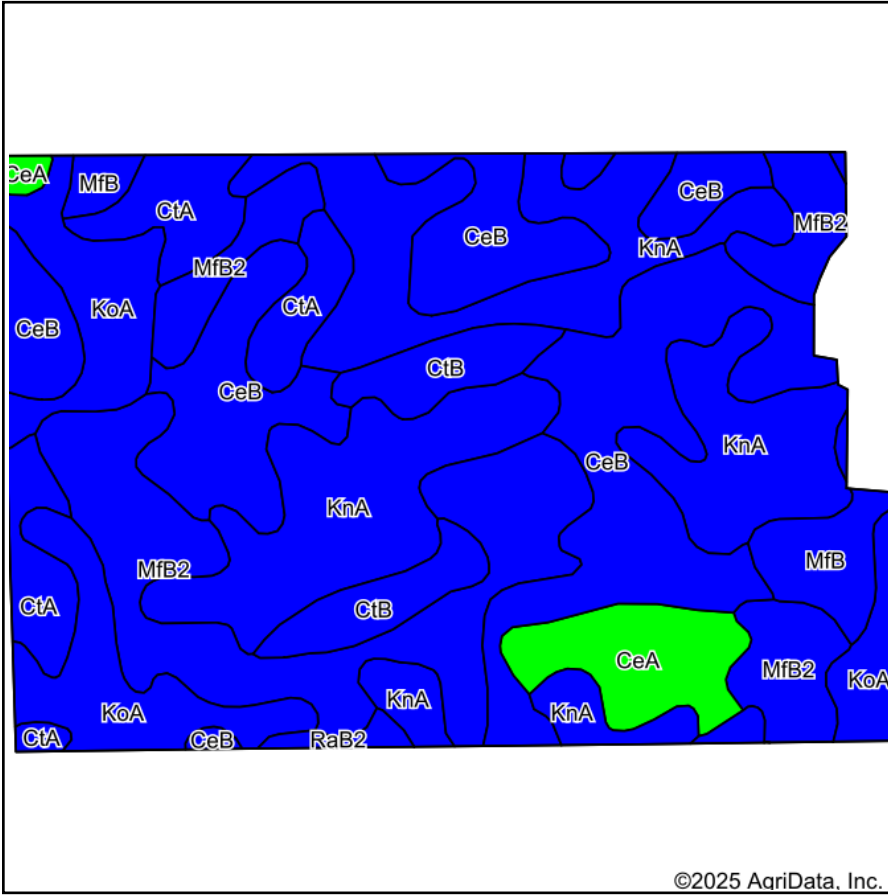 CeA
MfB
CtA
CeB
MfB2
CeB
KnA
MfB2
CtA
KoA
CeB
CtB
CeB
KnA
CeB
KnA
MfB2
MfB
CtA
CtB
CeA
MfB2
KoA
KnA
KoA
KnA
CtA
CeB
RaB2
©2025 AgriData, Inc.